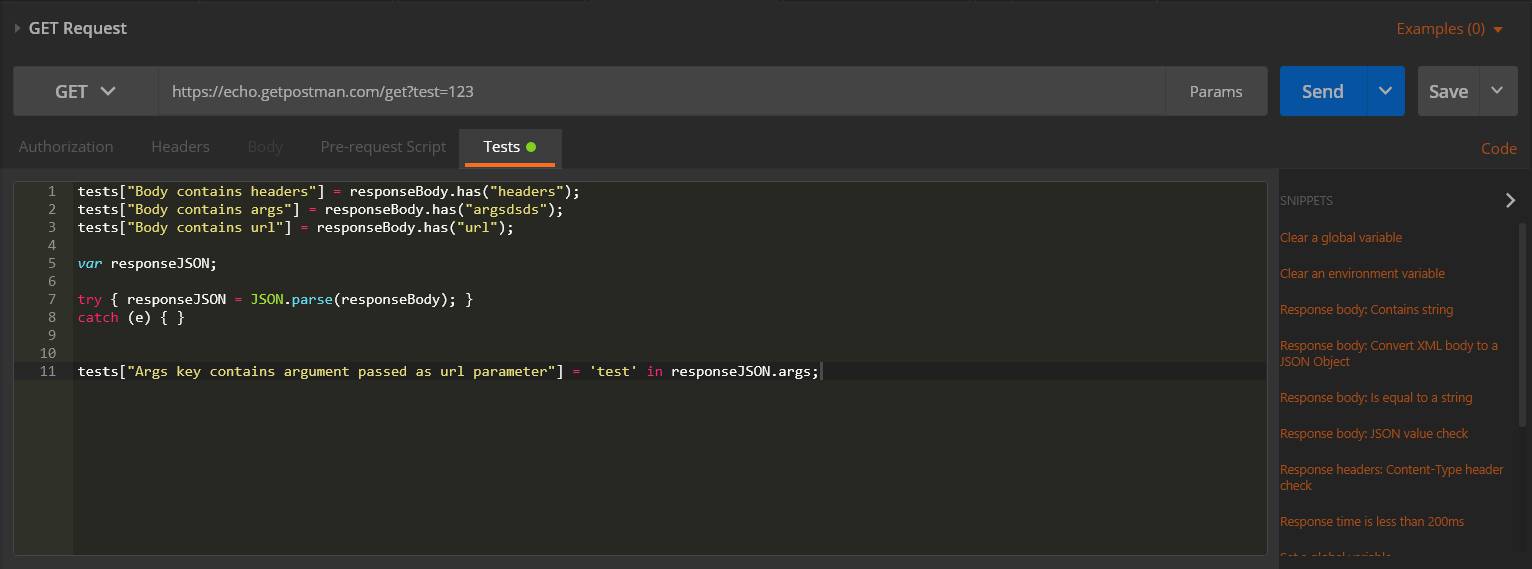 GET Request
Examples (0)
GET
https://echo.getpostman.com/get?test=123
Params
Send
Save
Authorization
Headers
Body
Pre-request Script
Tests
Code
1 tests["Body contains headers"] = responseBody.has("headers");
2 tests["Body contains args"] = responseBody.has("argsdsds");
3 tests["Body contains url"] = responseBody.has("url");
4
5 var responseJSON;
6
7 try { responseJSON = JSON.parse(responseBody); }
8 catch (e) { }
9
10
11 tests["Args key contains argument passed as url parameter"] = 'test' in responseJSON.args;
SNIPPETS
Clear a global variable
Clear an environment variable
Response body: Contains string
Response body: Convert XML body to a
JSON Object
Response body: Is equal to a string
Response body: JSON value check
Response headers: Content-Type header
check
Response time is less than 200ms
Set a global variable